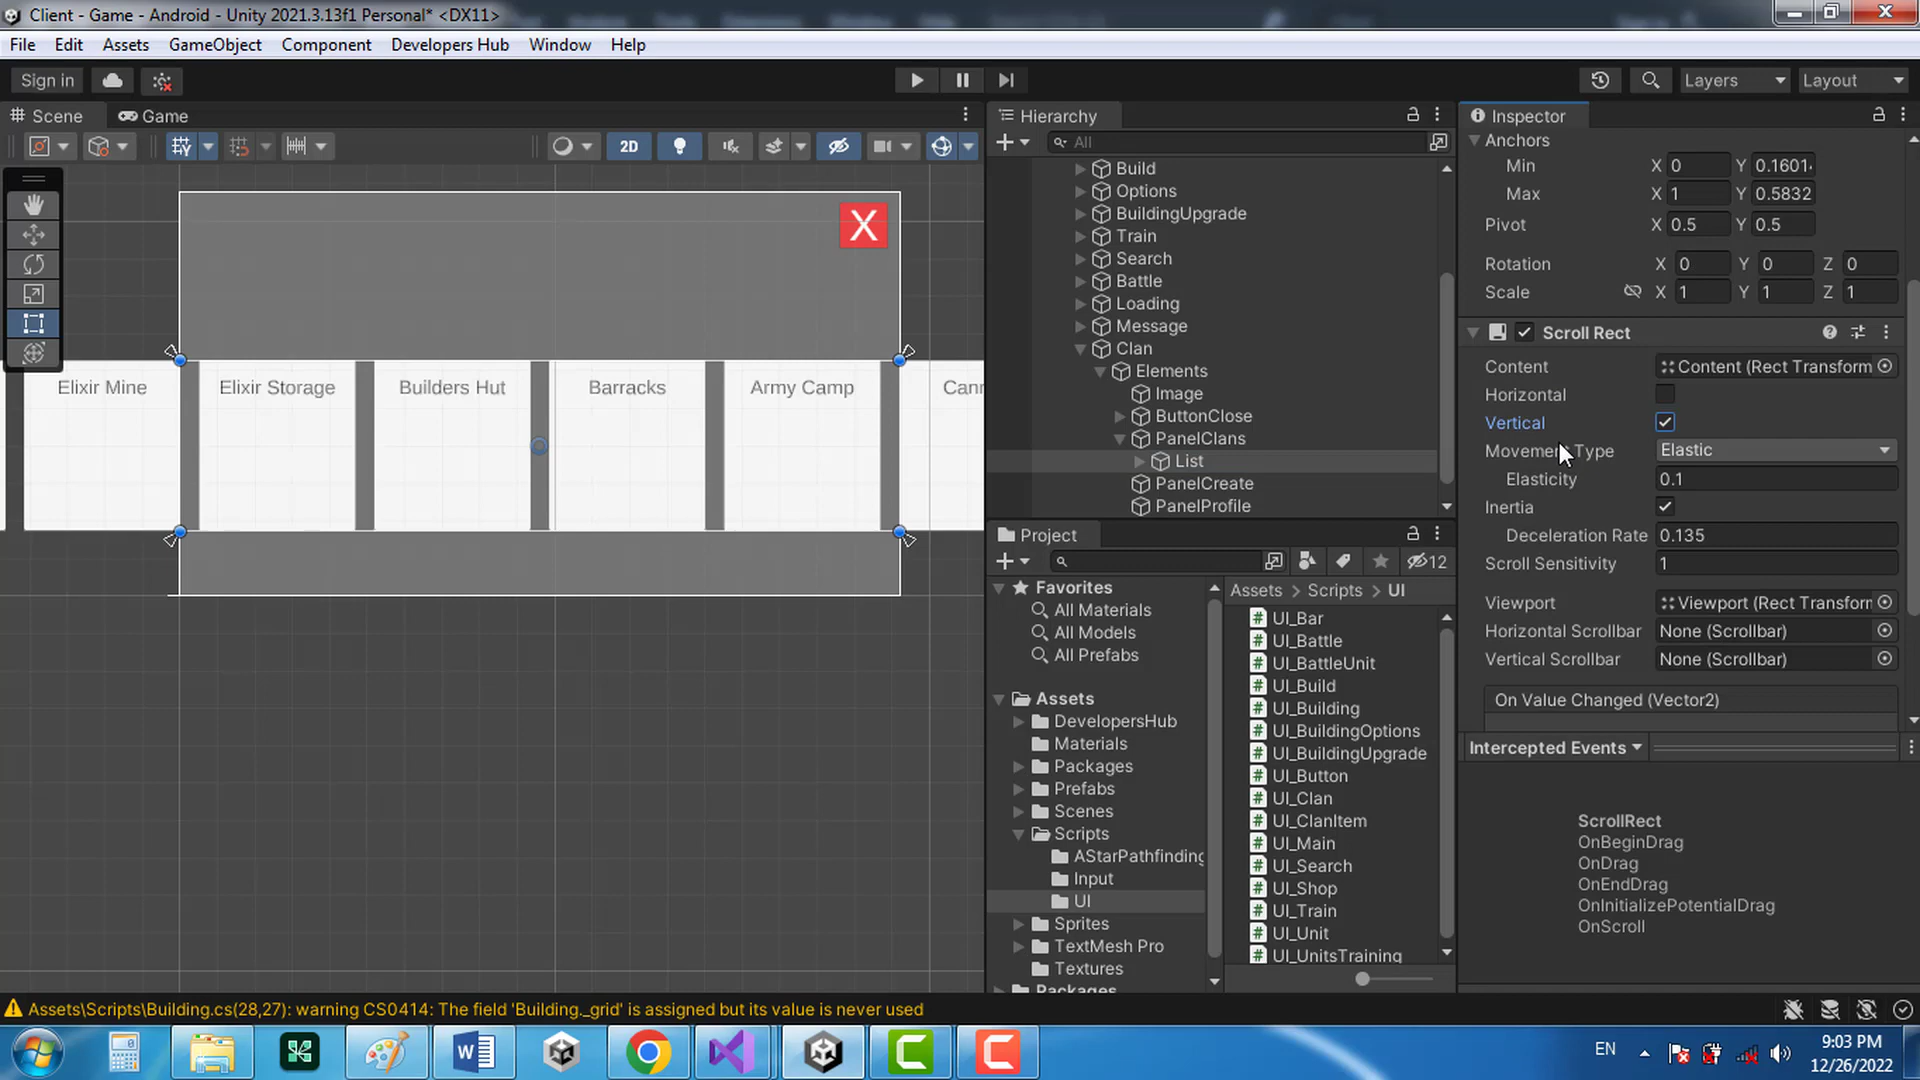 Client - Game - Android - Unity 2021.3.13f1 Personal* <DX11>
File Edit Assets GameObject Component Developers Hub Window Help
Sign in
Layers
Layout
Scene
Game
2D
X
Elixir Mine
Elixir Storage
Builders Hut
Barracks
Army Camp
Cann
Hierarchy
All
Build
Options
BuildingUpgrade
Train
Search
Battle
Loading
Message
Clan
Elements
Image
ButtonClose
PanelClans
List
PanelCreate
PanelProfile
Project
12
Favorites
All Materials
All Models
All Prefabs
Assets
DevelopersHub
Materials
Packages
Prefabs
Scenes
Scripts
AStarPathfinding
Input
UI
Sprites
TextMesh Pro
Textures
Packages
Assets > Scripts > UI
UI_Bar
UI_Battle
UI_BattleUnit
UI_Build
UI_Building
UI_BuildingOptions
UI_BuildingUpgrade
UI_Button
UI_Clan
UI_ClanItem
UI_Main
UI_Search
UI_Shop
UI_Train
UI_Unit
UI_UnitsTraining
Inspector
Anchors
Min X 0 Y 0.1601
Max X 1 Y 0.5832
Pivot X 0.5 Y 0.5
Rotation X 0 Y 0 Z 0
Scale X 1 Y 1 Z 1
Scroll Rect
Content Content (Rect Transform
Horizontal
Vertical
Movement Type Elastic
Elasticity 0.1
Inertia
Deceleration Rate 0.135
Scroll Sensitivity 1
Viewport Viewport (Rect Transform
Horizontal Scrollbar None (Scrollbar)
Vertical Scrollbar None (Scrollbar)
On Value Changed (Vector2)
Intercepted Events
ScrollRect
OnBeginDrag
OnDrag
OnEndDrag
OnInitializePotentialDrag
OnScroll
Assets\Scripts\Building.cs(28,27): warning CS0414: The field 'Building._grid' is assigned but its value is never used
EN
9:03 PM
12/26/2022